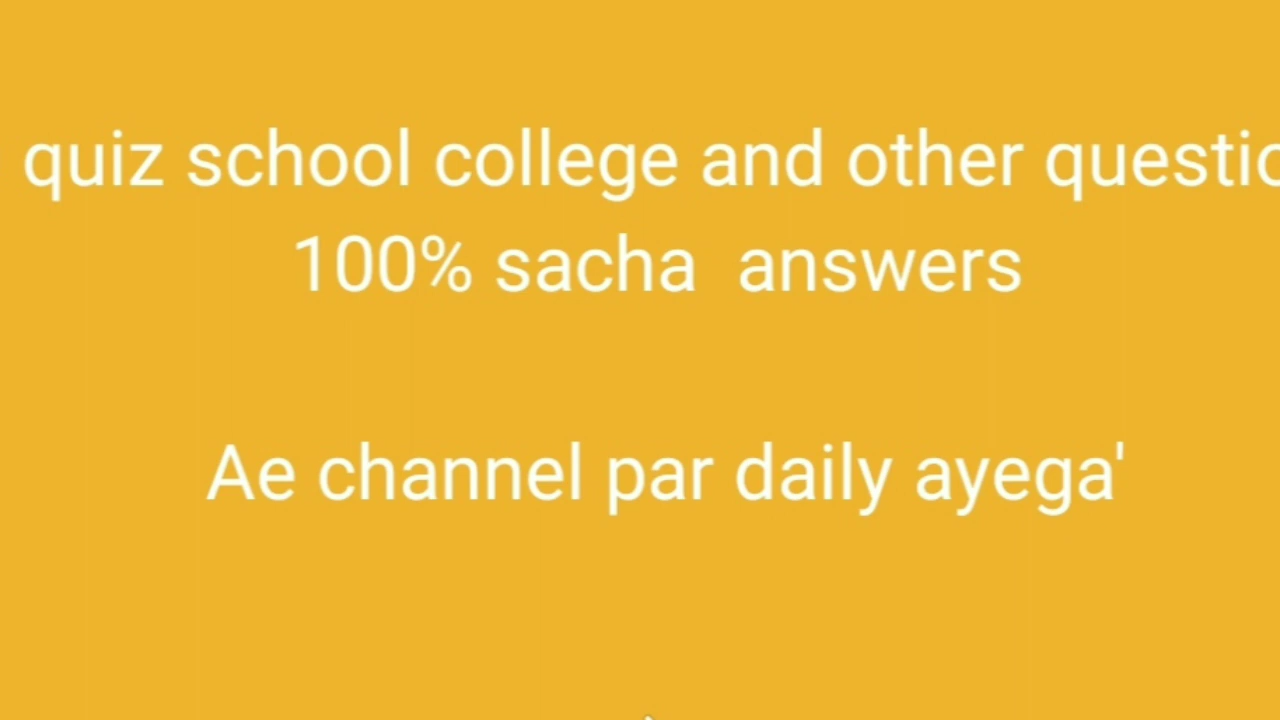 quiz school college and other questio
100% sacha answers
Ae channel par daily ayega'